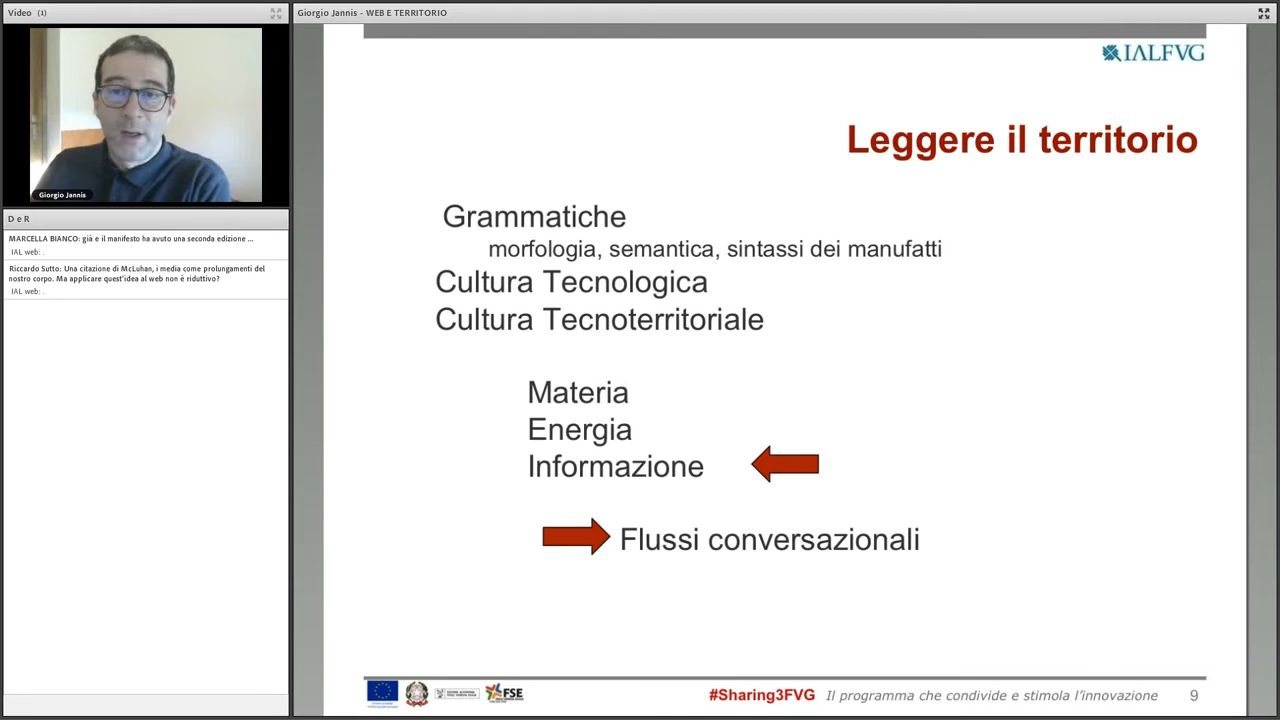 Video (1)
Giorgio Jannis - WEB E TERRITORIO
Giorgio Jannis
D e R
MARCELLA BIANCO: già e il manifesto ha avuto una seconda edizione ...
IAL web: .
Riccardo Sutto: Una citazione di McLuhan, i media come prolungamenti del
nostro corpo. Ma applicare quest'idea al web non è riduttivo?
IAL web: .
IALFVG
Leggere il territorio
Grammatiche
morfologia, semantica, sintassi dei manufatti
Cultura Tecnologica
Cultura Tecnoterritoriale
Materia
Energia
Informazione
Flussi conversazionali
FSE
#Sharing3FVG Il programma che condivide e stimola l'innovazione 9